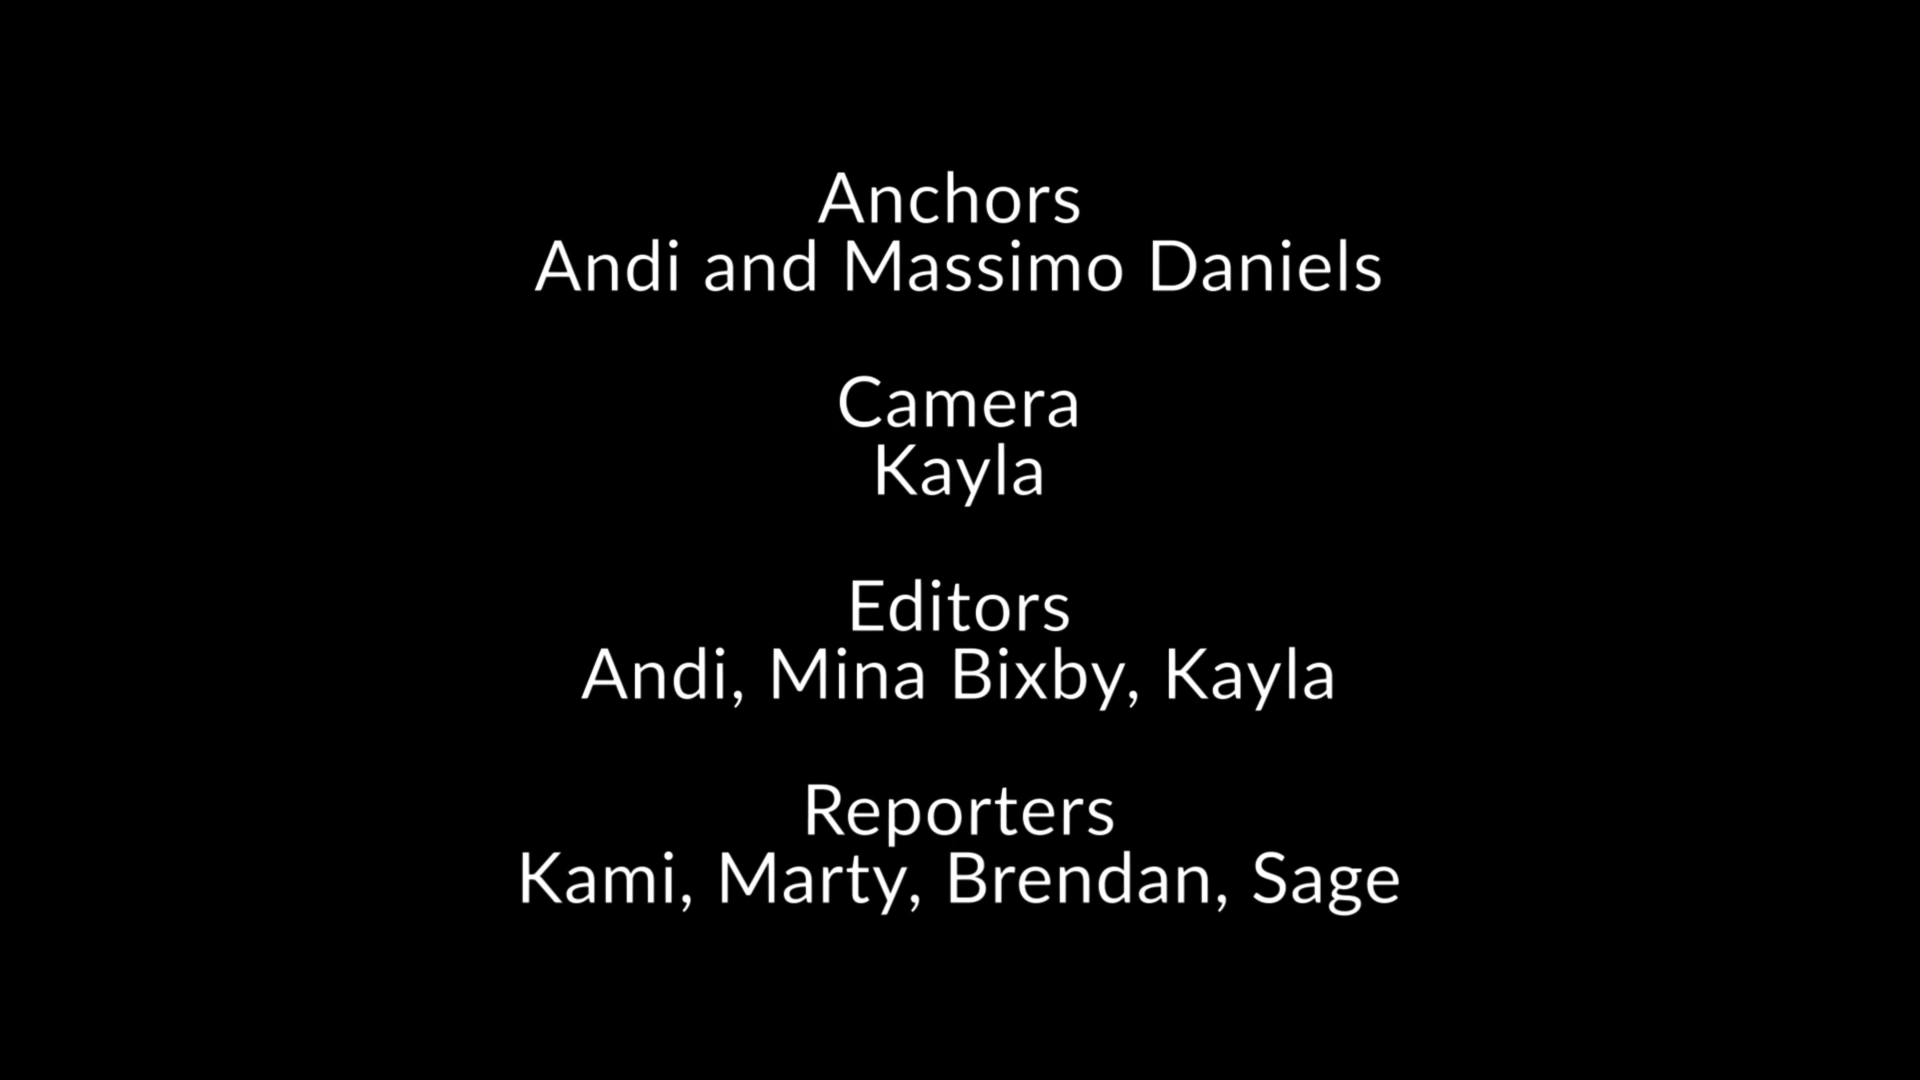 Anchors
Andi and Massimo Daniels
Camera
Kayla
Editors
Andi, Mina Bixby, Kayla
Reporters
Kami, Marty, Brendan, Sage